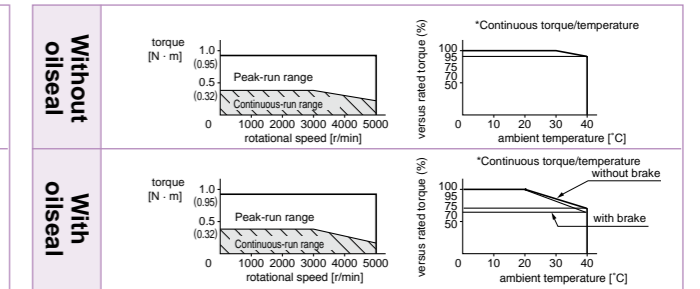 Without
oilseal
torque
[N · m]
1.0
(0.95)
0.5
(0.32)
Peak-run range
Continuous-run range
0 1000 2000 3000 4000 5000
rotational speed [r/min]
*Continuous torque/temperature
versus rated torque (%)
100
95
75
50
0 10 20 30 40
ambient temperature [˚C]
With
oilseal
torque
[N · m]
1.0
(0.95)
0.5
(0.32)
Peak-run range
Continuous-run range
0 1000 2000 3000 4000 5000
rotational speed [r/min]
*Continuous torque/temperature
without brake
versus rated torque (%)
100
95
75
70
50
with brake
0 10 20 30 40
ambient temperature [˚C]